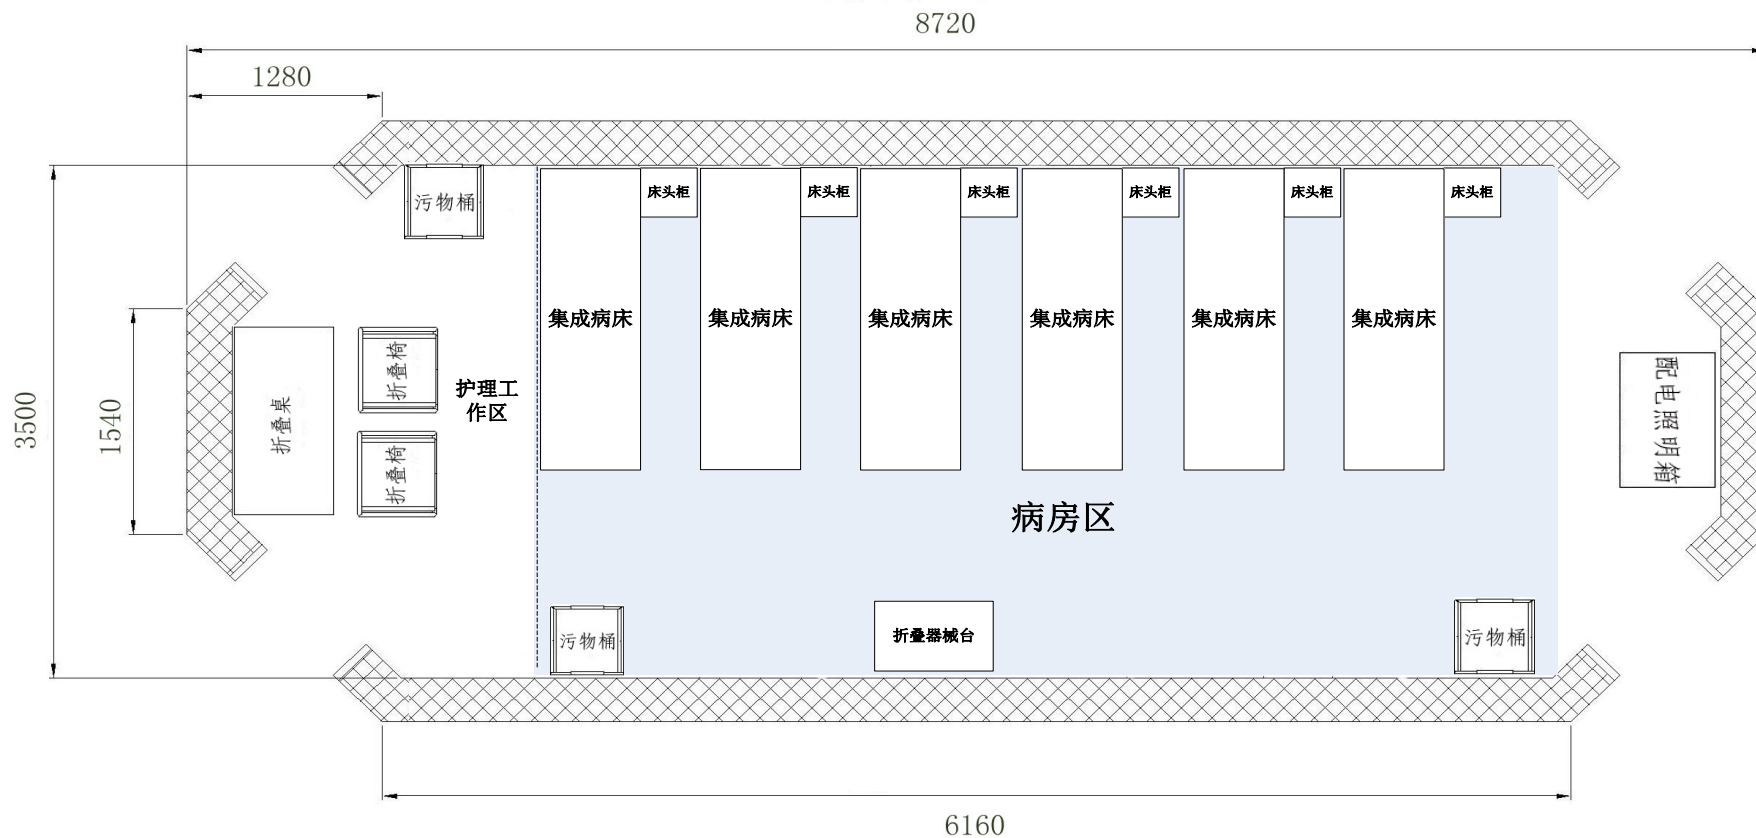 8720
1280
污物桶
床头柜
床头柜
床头柜
床头柜
床头柜
床头柜
集成病床
集成病床
集成病床
集成病床
集成病床
集成病床
3500
1540
折叠桌
折叠椅
折叠椅
护理工
作区
配电照明箱
病房区
污物桶
折叠器械台
污物桶
6160